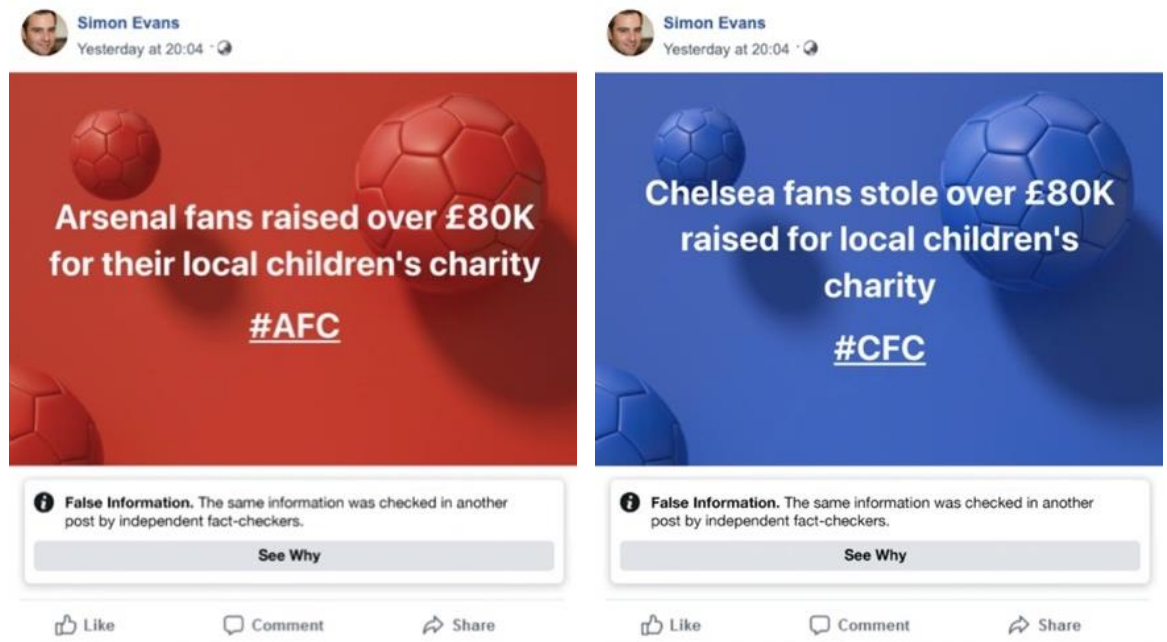 Simon Evans
Yesterday at 20:04 ·
Arsenal fans raised over £80K
for their local children's charity
#AFC
False Information. The same information was checked in another
post by independent fact-checkers.
See Why
Like Comment Share
Simon Evans
Yesterday at 20:04 ·
Chelsea fans stole over £80K
raised for local children's
charity
#CFC
False Information. The same information was checked in another
post by independent fact-checkers.
See Why
Like Comment Share